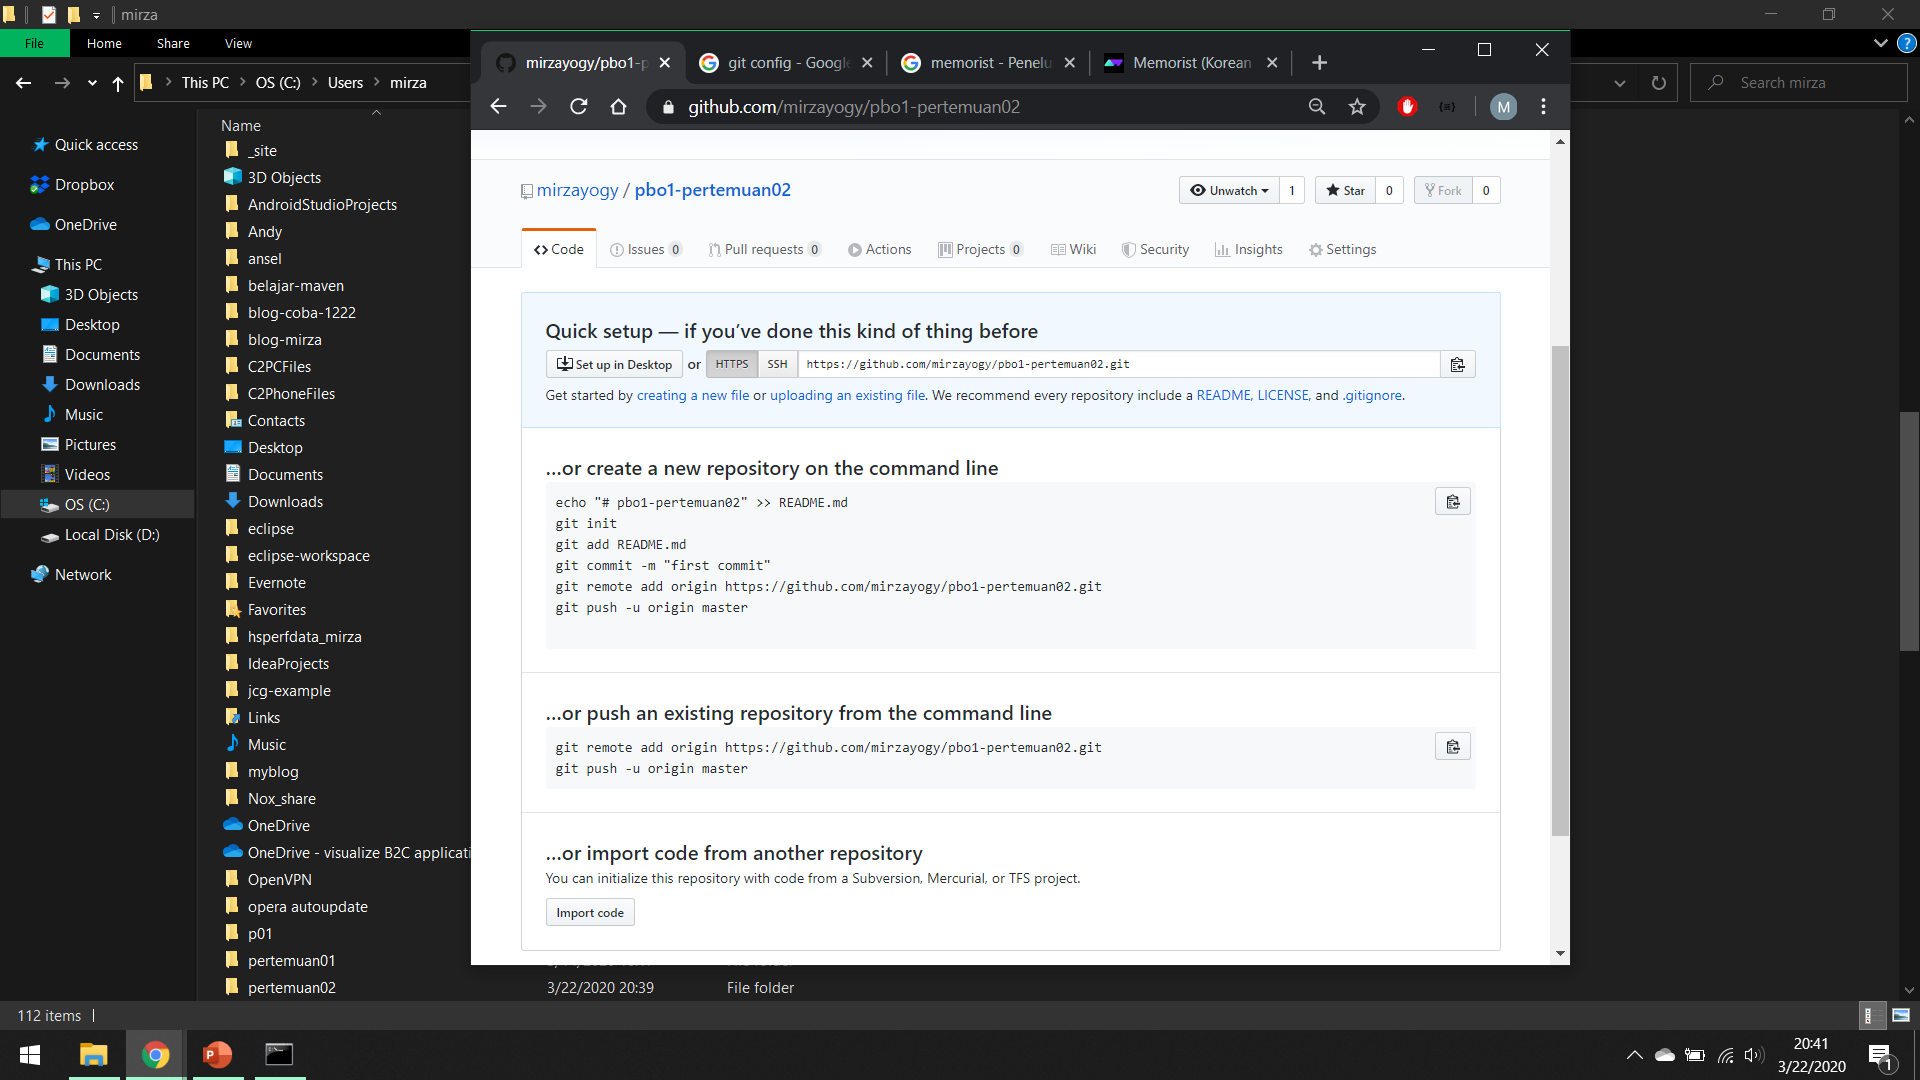 mirza
File
Home
Share
View
This PC
OS (C:)
Users
mirza
Search mirza
Quick access
Dropbox
OneDrive
This PC
3D Objects
Desktop
Documents
Downloads
Music
Pictures
Videos
OS (C:)
Local Disk (D:)
Network
Name
_site
3D Objects
AndroidStudioProjects
Andy
ansel
belajar-maven
blog-coba-1222
blog-mirza
C2PCFiles
C2PhoneFiles
Contacts
Desktop
Documents
Downloads
eclipse
eclipse-workspace
Evernote
Favorites
hsperfdata_mirza
IdeaProjects
jcg-example
Links
Music
myblog
Nox_share
OneDrive
OneDrive - visualize B2C applicati
OpenVPN
opera autoupdate
p01
pertemuan01
pertemuan02
3/22/2020 20:39
File folder
112 items
mirzayogy/pbo1-p
git config - Google
memorist - Penelu
Memorist (Korean
github.com/mirzayogy/pbo1-pertemuan02
M
mirzayogy / pbo1-pertemuan02
Unwatch 1
Star 0
Fork 0
Code
Issues 0
Pull requests 0
Actions
Projects 0
Wiki
Security
Insights
Settings
Quick setup — if you’ve done this kind of thing before
Set up in Desktop or HTTPS SSH https://github.com/mirzayogy/pbo1-pertemuan02.git
Get started by creating a new file or uploading an existing file. We recommend every repository include a README, LICENSE, and .gitignore.
…or create a new repository on the command line
echo "# pbo1-pertemuan02" >> README.md
git init
git add README.md
git commit -m "first commit"
git remote add origin https://github.com/mirzayogy/pbo1-pertemuan02.git
git push -u origin master
…or push an existing repository from the command line
git remote add origin https://github.com/mirzayogy/pbo1-pertemuan02.git
git push -u origin master
…or import code from another repository
You can initialize this repository with code from a Subversion, Mercurial, or TFS project.
Import code
20:41
3/22/2020
1